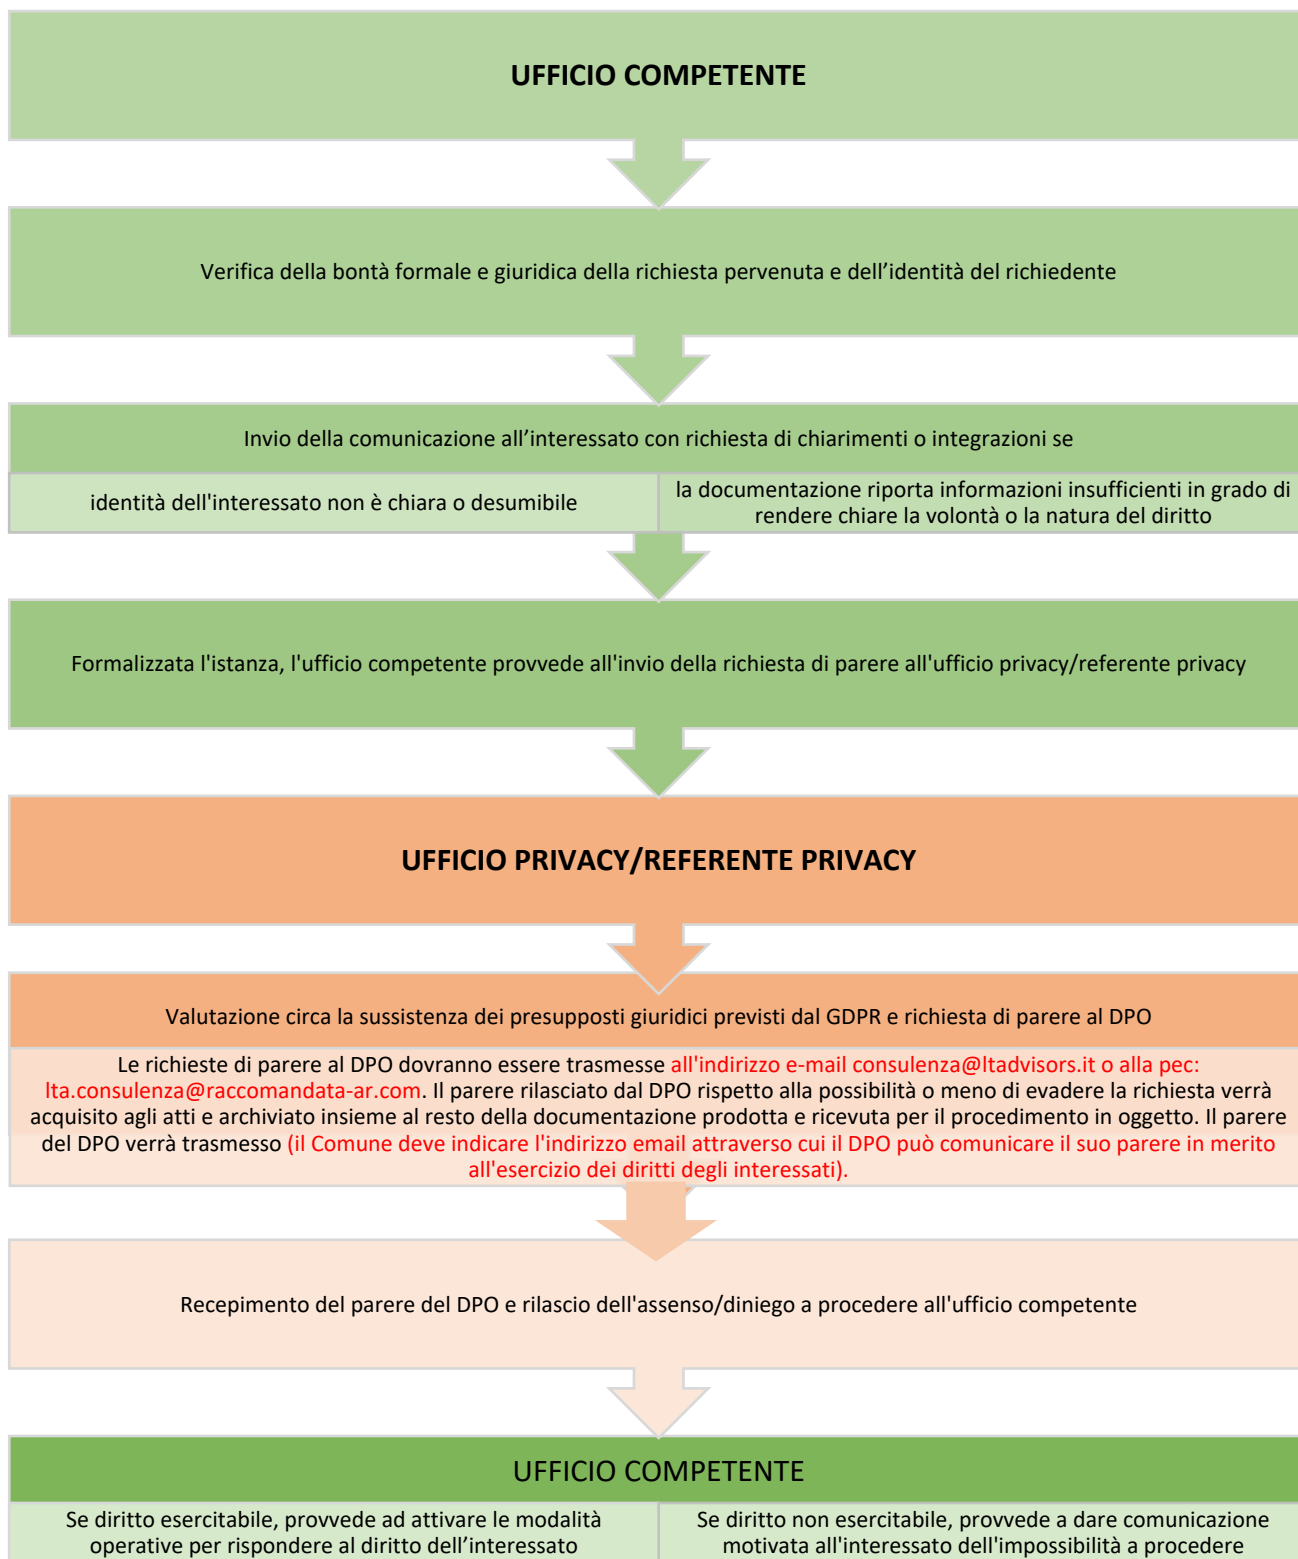 UFFICIO COMPETENTE
Verifica della bontà formale e giuridica della richiesta pervenuta e dell’identità del richiedente
Invio della comunicazione all’interessato con richiesta di chiarimenti o integrazioni se
identità dell'interessato non è chiara o desumibile
la documentazione riporta informazioni insufficienti in grado di
rendere chiare la volontà o la natura del diritto
Formalizzata l'istanza, l'ufficio competente provvede all'invio della richiesta di parere all'ufficio privacy/referente privacy
UFFICIO PRIVACY/REFERENTE PRIVACY
Valutazione circa la sussistenza dei presupposti giuridici previsti dal GDPR e richiesta di parere al DPO
Le richieste di parere al DPO dovranno essere trasmesse all'indirizzo e-mail consulenza@ltadvisors.it o alla pec:
lta.consulenza@raccomandata-ar.com. Il parere rilasciato dal DPO rispetto alla possibilità o meno di evadere la richiesta verrà
acquisito agli atti e archiviato insieme al resto della documentazione prodotta e ricevuta per il procedimento in oggetto. Il parere
del DPO verrà trasmesso (il Comune deve indicare l'indirizzo email attraverso cui il DPO può comunicare il suo parere in merito
all'esercizio dei diritti degli interessati).
Recepimento del parere del DPO e rilascio dell'assenso/diniego a procedere all'ufficio competente
UFFICIO COMPETENTE
Se diritto esercitabile, provvede ad attivare le modalità
operative per rispondere al diritto dell’interessato
Se diritto non esercitabile, provvede a dare comunicazione
motivata all'interessato dell'impossibilità a procedere